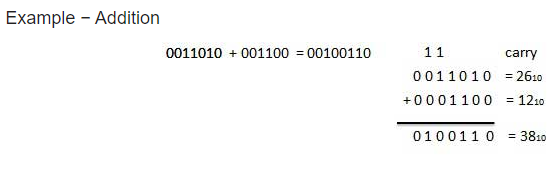 Example − Addition
0011010 + 001100 = 00100110
1 1 carry
0 0 1 1 0 1 0 = 26₁₀
+ 0 0 0 1 1 0 0 = 12₁₀
0 1 0 0 1 1 0 = 38₁₀